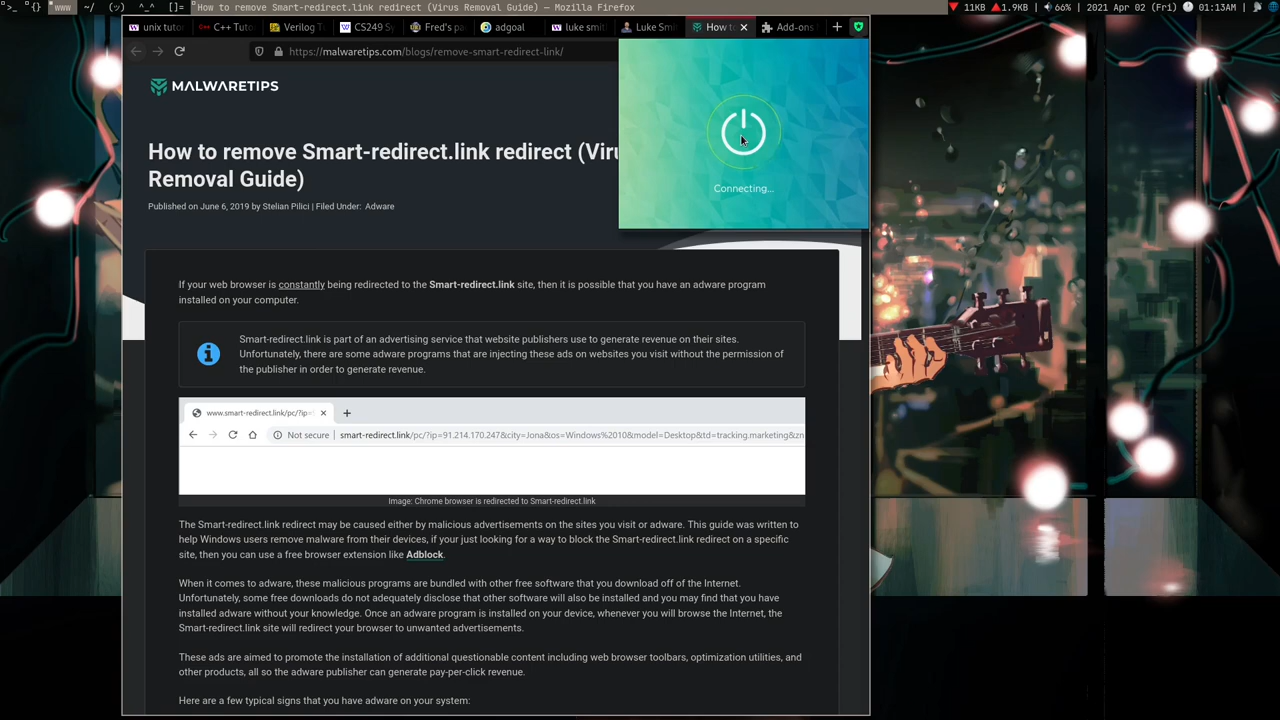 >_ {} www ~/ (ッ) ^_^ []= How to remove Smart-redirect.link redirect (Virus Removal Guide) — Mozilla Firefox 11KB 1.9KB 66% 2021 Apr 02 (Fri) 01:13AM
unix tuto C++ Tuto Verilog T CS249 Sy Fred's pa adgoal luke smit Luke Smi How to Add-ons
https://malwaretips.com/blogs/remove-smart-redirect-link/
MALWARETIPS
How to remove Smart-redirect.link redirect (Viru
Removal Guide)
Connecting...
Published on June 6, 2019 by Stelian Pilici | Filed Under: Adware
If your web browser is constantly being redirected to the Smart-redirect.link site, then it is possible that you have an adware program
installed on your computer.
Smart-redirect.link is part of an advertising service that website publishers use to generate revenue on their sites.
Unfortunately, there are some adware programs that are injecting these ads on websites you visit without the permission of
the publisher in order to generate revenue.
www.smart-redirect.link/pc/?ip=
Not secure | smart-redirect.link/pc/?ip=91.214.170.247&city=Jona&os=Windows%2010&model=Desktop&td=tracking.marketing&zn
Image: Chrome browser is redirected to Smart-redirect.link
The Smart-redirect.link redirect may be caused either by malicious advertisements on the sites you visit or adware. This guide was written to
help Windows users remove malware from their devices, if your just looking for a way to block the Smart-redirect.link redirect on a specific
site, then you can use a free browser extension like Adblock.
When it comes to adware, these malicious programs are bundled with other free software that you download off of the Internet.
Unfortunately, some free downloads do not adequately disclose that other software will also be installed and you may find that you have
installed adware without your knowledge. Once an adware program is installed on your device, whenever you will browse the Internet, the
Smart-redirect.link site will redirect your browser to unwanted advertisements.
These ads are aimed to promote the installation of additional questionable content including web browser toolbars, optimization utilities, and
other products, all so the adware publisher can generate pay-per-click revenue.
Here are a few typical signs that you have adware on your system: